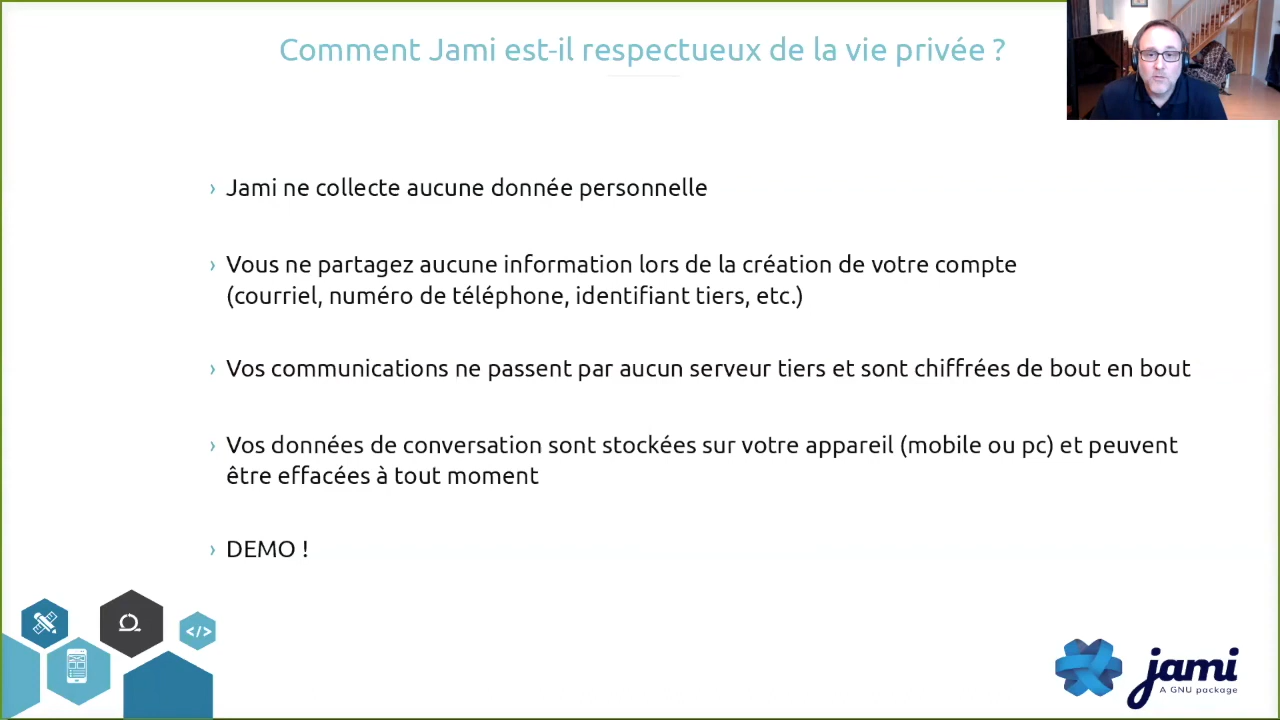 Comment Jami est-il respectueux de la vie privée ?
› Jami ne collecte aucune donnée personnelle
› Vous ne partagez aucune information lors de la création de votre compte
(courriel, numéro de téléphone, identifiant tiers, etc.)
› Vos communications ne passent par aucun serveur tiers et sont chiffrées de bout en bout
› Vos données de conversation sont stockées sur votre appareil (mobile ou pc) et peuvent
être effacées à tout moment
› DEMO !
</>
jami
A GNU package